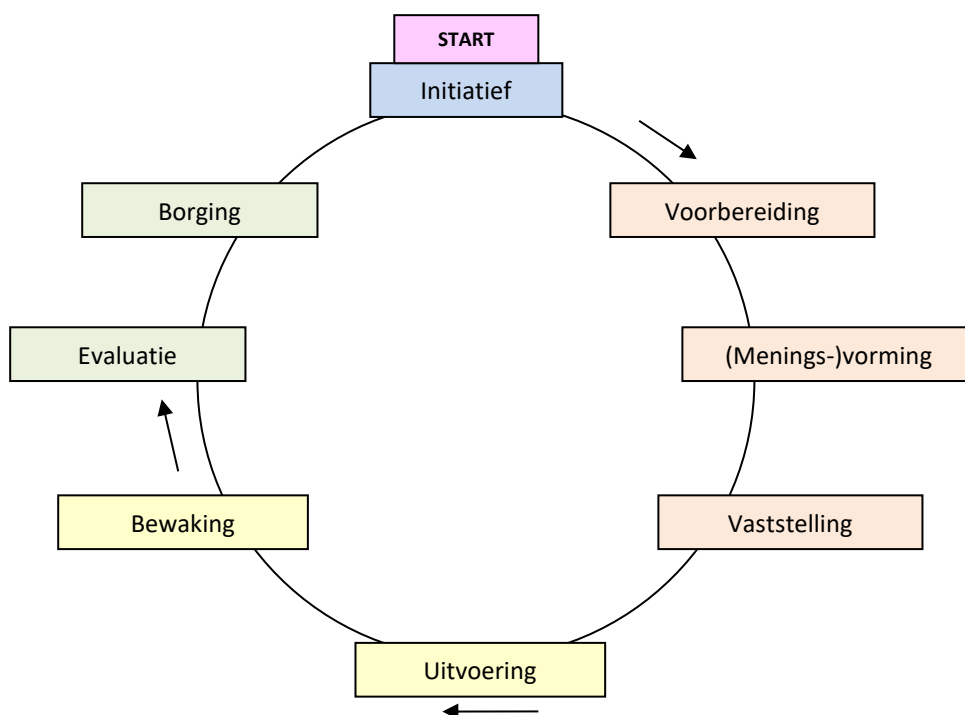 START
Initiatief
Voorbereiding
(Menings-)vorming
Vaststelling
Uitvoering
Bewaking
Evaluatie
Borging